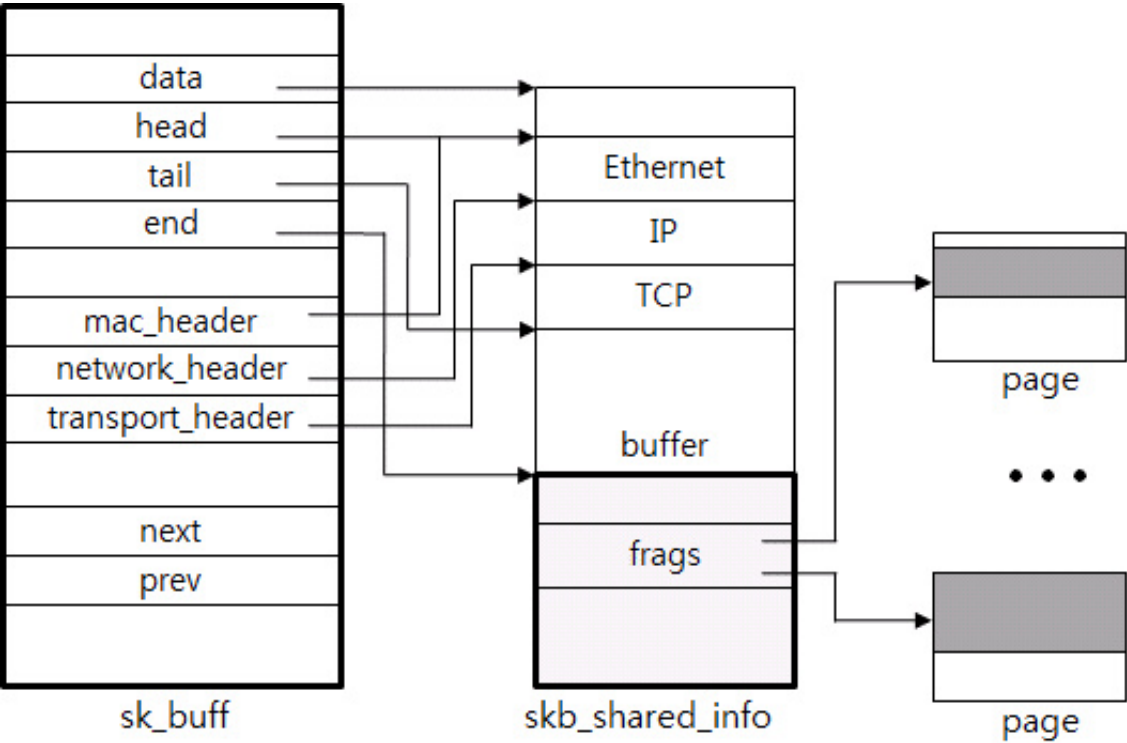 data
head
tail
end
mac_header
network_header
transport_header
next
prev
sk_buff
Ethernet
IP
TCP
buffer
frags
skb_shared_info
page
page